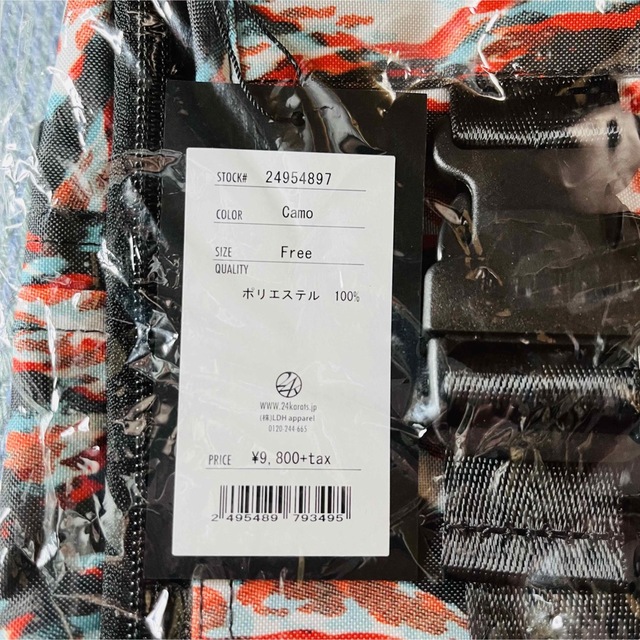 STOCK# 24954897
COLOR Camo
SIZE Free
QUALITY
ポリエステル 100%
24k
WWW.24karats.jp
(株)LDH apparel
0120-244-665
PRICE ¥9,800+tax
2 495489 793495